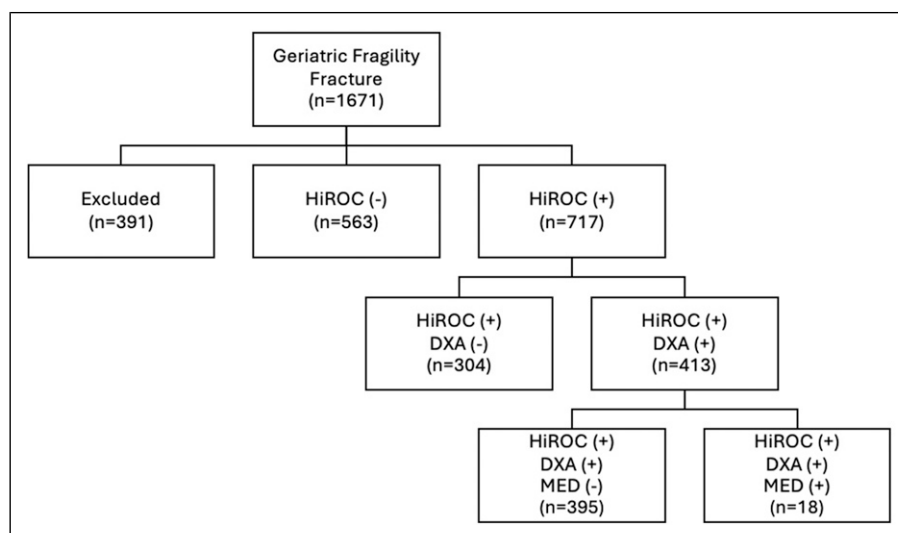 Geriatric Fragility
Fracture
(n=1671)
Excluded
(n=391)
HiROC (-)
(n=563)
HiROC (+)
(n=717)
HiROC (+)
DXA (-)
(n=304)
HiROC (+)
DXA (+)
(n=413)
HiROC (+)
DXA (+)
MED (-)
(n=395)
HiROC (+)
DXA (+)
MED (+)
(n=18)